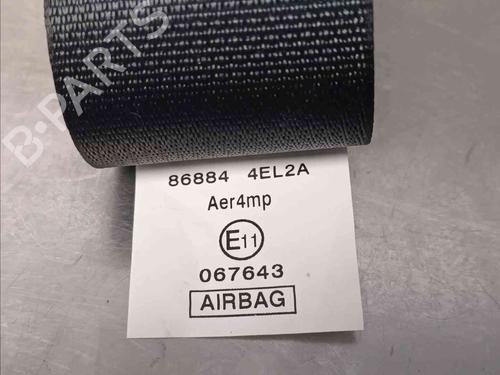 B-PARTS
86884 4EL2A
Aer4mp
E11
067643
AIRBAG